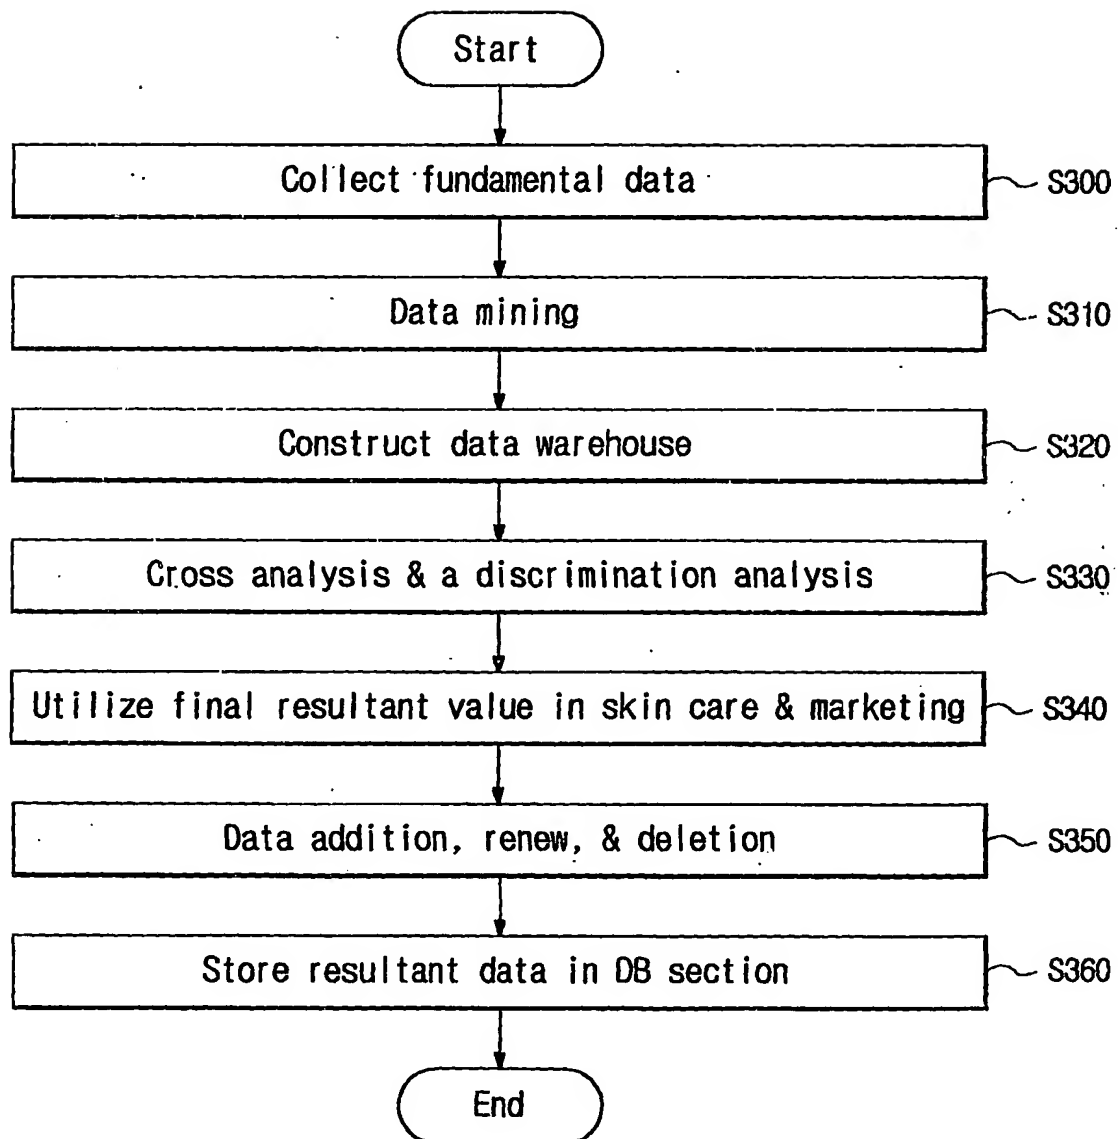 Start
Collect fundamental data S300
Data mining S310
Construct data warehouse S320
Cross analysis & a discrimination analysis S330
Utilize final resultant value in skin care & marketing S340
Data addition, renew, & deletion S350
Store resultant data in DB section S360
End